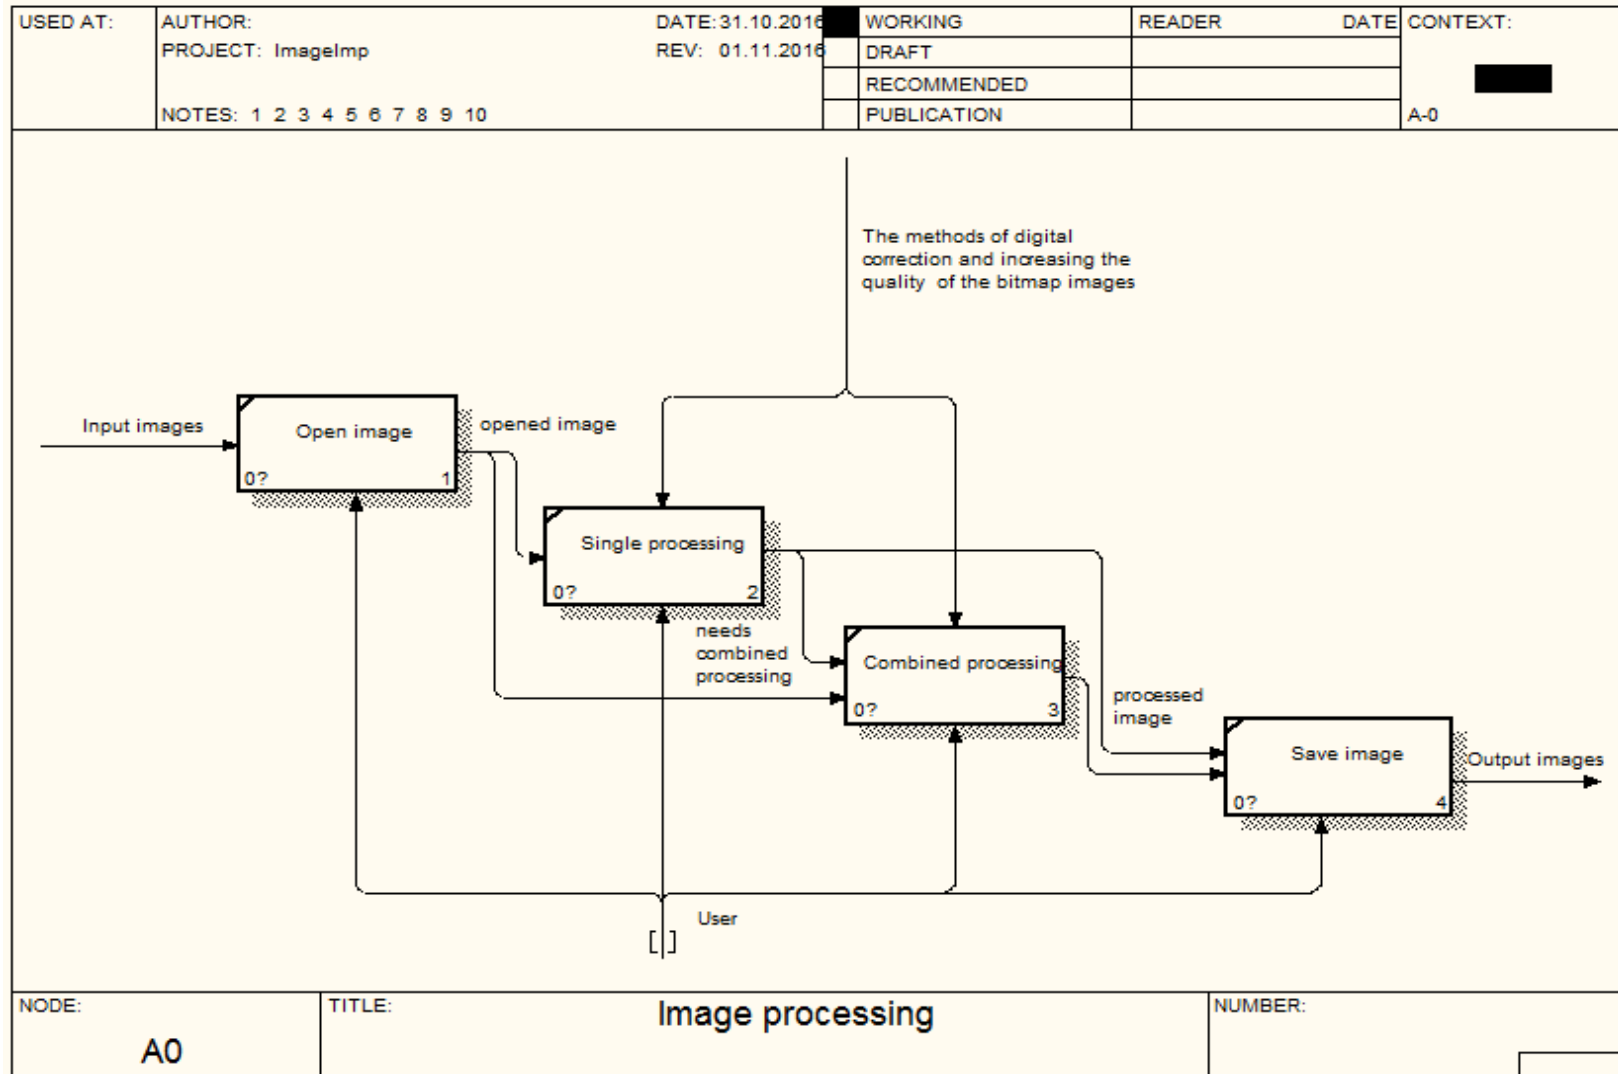 USED AT:
AUTHOR:
DATE: 31.10.2016
WORKING
READER
DATE
CONTEXT:
PROJECT: ImageImp
REV: 01.11.2016
DRAFT
RECOMMENDED
NOTES: 1 2 3 4 5 6 7 8 9 10
PUBLICATION
A-0
The methods of digital
correction and increasing the
quality of the bitmap images
Input images
Open image
0?
1
opened image
Single processing
0?
2
needs
combined
processing
Combined processing
0?
3
processed
image
Save image
0?
4
Output images
User
NODE:
A0
TITLE:
Image processing
NUMBER: